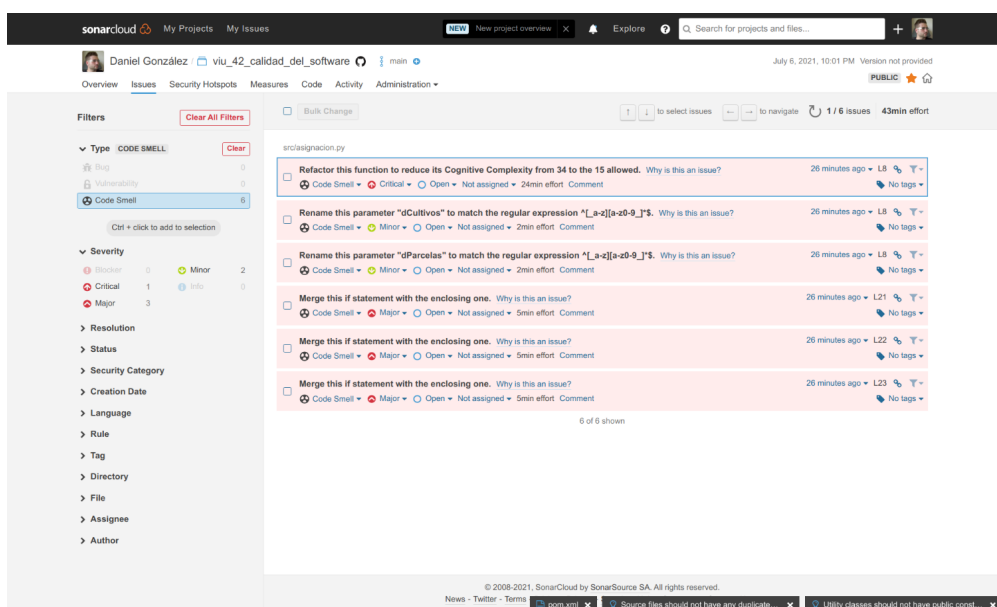 sonarcloud My Projects My Issues NEW New project overview X Explore ? Search for projects and files... +
Daniel González / viu_42_calidad_del_software main July 6, 2021, 10:01 PM Version not provided
Overview Issues Security Hotspots Measures Code Activity Administration PUBLIC
Filters Clear All Filters
Bulk Change ↑ ↓ to select issues ← → to navigate 1 / 6 issues 43min effort
Type CODE SMELL Clear
Bug 0
Vulnerability 0
Code Smell 6
Ctrl + click to add to selection
Severity
Blocker 0 Minor 2
Critical 1 Info 0
Major 3
Resolution
Status
Security Category
Creation Date
Language
Rule
Tag
Directory
File
Assignee
Author
src/asignacion.py
Refactor this function to reduce its Cognitive Complexity from 34 to the 15 allowed. Why is this an issue? 26 minutes ago L8
Code Smell Critical Open Not assigned 24min effort Comment No tags
Rename this parameter "dCultivos" to match the regular expression ^[_a-z][a-z0-9_]*$. Why is this an issue? 26 minutes ago L8
Code Smell Minor Open Not assigned 2min effort Comment No tags
Rename this parameter "dParcelas" to match the regular expression ^[_a-z][a-z0-9_]*$. Why is this an issue? 26 minutes ago L8
Code Smell Minor Open Not assigned 2min effort Comment No tags
Merge this if statement with the enclosing one. Why is this an issue? 26 minutes ago L21
Code Smell Major Open Not assigned 5min effort Comment No tags
Merge this if statement with the enclosing one. Why is this an issue? 26 minutes ago L22
Code Smell Major Open Not assigned 5min effort Comment No tags
Merge this if statement with the enclosing one. Why is this an issue? 26 minutes ago L23
Code Smell Major Open Not assigned 5min effort Comment No tags
6 of 6 shown
© 2008-2021, SonarCloud by SonarSource SA. All rights reserved.
News - Twitter - Terms
pom.xml x Source files should not have any duplicate... x Utility classes should not have public const... x